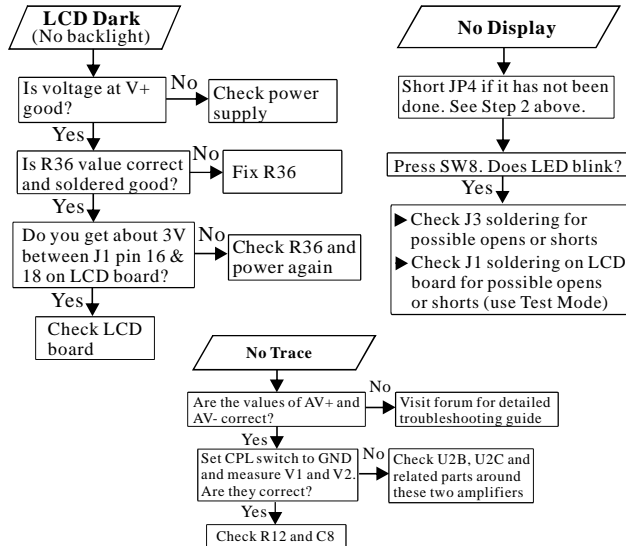 LCD Dark
(No backlight)
Is voltage at V+
good?
No
Check power
supply
Yes
Is R36 value correct
and soldered good?
No
Fix R36
Yes
Do you get about 3V
between J1 pin 16 &
18 on LCD board?
No
Check R36 and
power again
Yes
Check LCD
board
No Display
Short JP4 if it has not been
done. See Step 2 above.
Press SW8. Does LED blink?
Yes
Check J3 soldering for
possible opens or shorts
Check J1 soldering on LCD
board for possible opens
or shorts (use Test Mode)
No Trace
Are the values of AV+ and
AV- correct?
No
Visit forum for detailed
troubleshooting guide
Yes
Set CPL switch to GND
and measure V1 and V2.
Are they correct?
No
Check U2B, U2C and
related parts around
these two amplifiers
Yes
Check R12 and C8